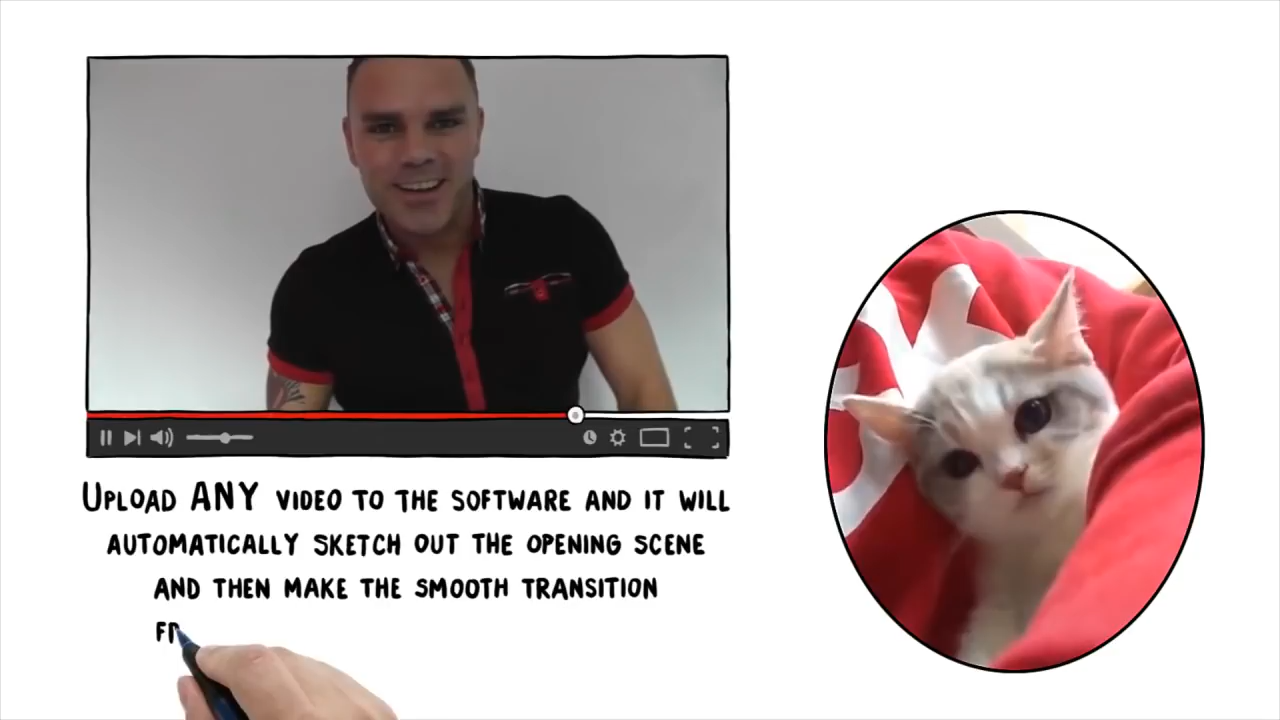 Upload ANY video to the software and it will
automatically sketch out the opening scene
and then make the smooth transition